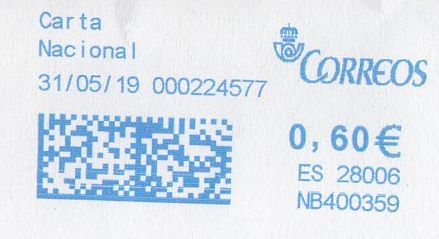 Carta
Nacional
31/05/19 000224577
CORREOS
0,60€
ES 28006
NB400359